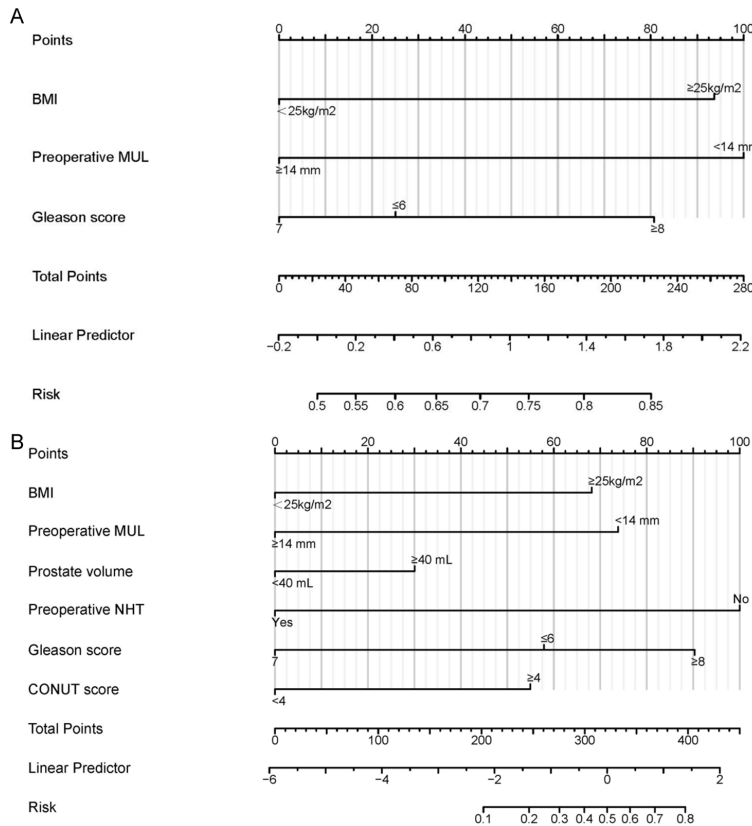 A
Points 0 20 40 60 80 100
BMI ≥25kg/m2
<25kg/m2
Preoperative MUL <14 mm
≥14 mm
Gleason score ≤6
7 ≥8
Total Points
0 40 80 120 160 200 240 280
Linear Predictor
−0.2 0.2 0.6 1 1.4 1.8 2.2
Risk
0.5 0.55 0.6 0.65 0.7 0.75 0.8 0.85
B
Points 0 20 40 60 80 100
BMI ≥25kg/m2
<25kg/m2
Preoperative MUL <14 mm
≥14 mm
Prostate volume ≥40 mL
<40 mL
Preoperative NHT No
Yes
Gleason score ≤6
7 ≥8
CONUT score ≥4
<4
Total Points
0 100 200 300 400
Linear Predictor
−6 −4 −2 0 2
Risk
0.1 0.2 0.3 0.4 0.5 0.6 0.7 0.8